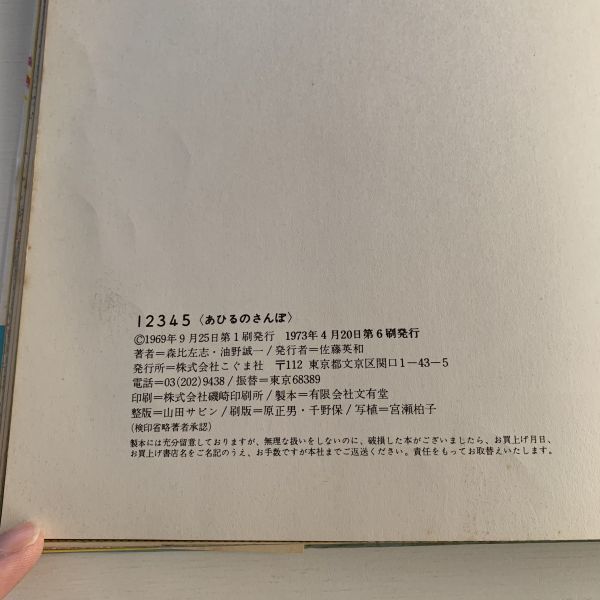 12345〈あひるのさんぽ〉
©1969年9月25日第1刷発行 1973年4月20日第6刷発行
著者=森比左志・油野誠一/発行者=佐藤英和
発行所=株式会社こぐま社 〒112 東京都文京区関口1-43-5
電話=03(202)9438/振替=東京68389
印刷=株式会社磯崎印刷所/製本=有限会社文有堂
整版=山田サビン/刷版=原正男・千野保/写植=宮瀬柏子
(検印省略著者承認)
製本には充分留意しておりますが、無理な扱いをしないのに、破損した本がございましたら、お買上げ月日、
お買上げ書店名をご名記のうえ、お手数ですが本社までご返送ください。責任をもってお取替えいたします。